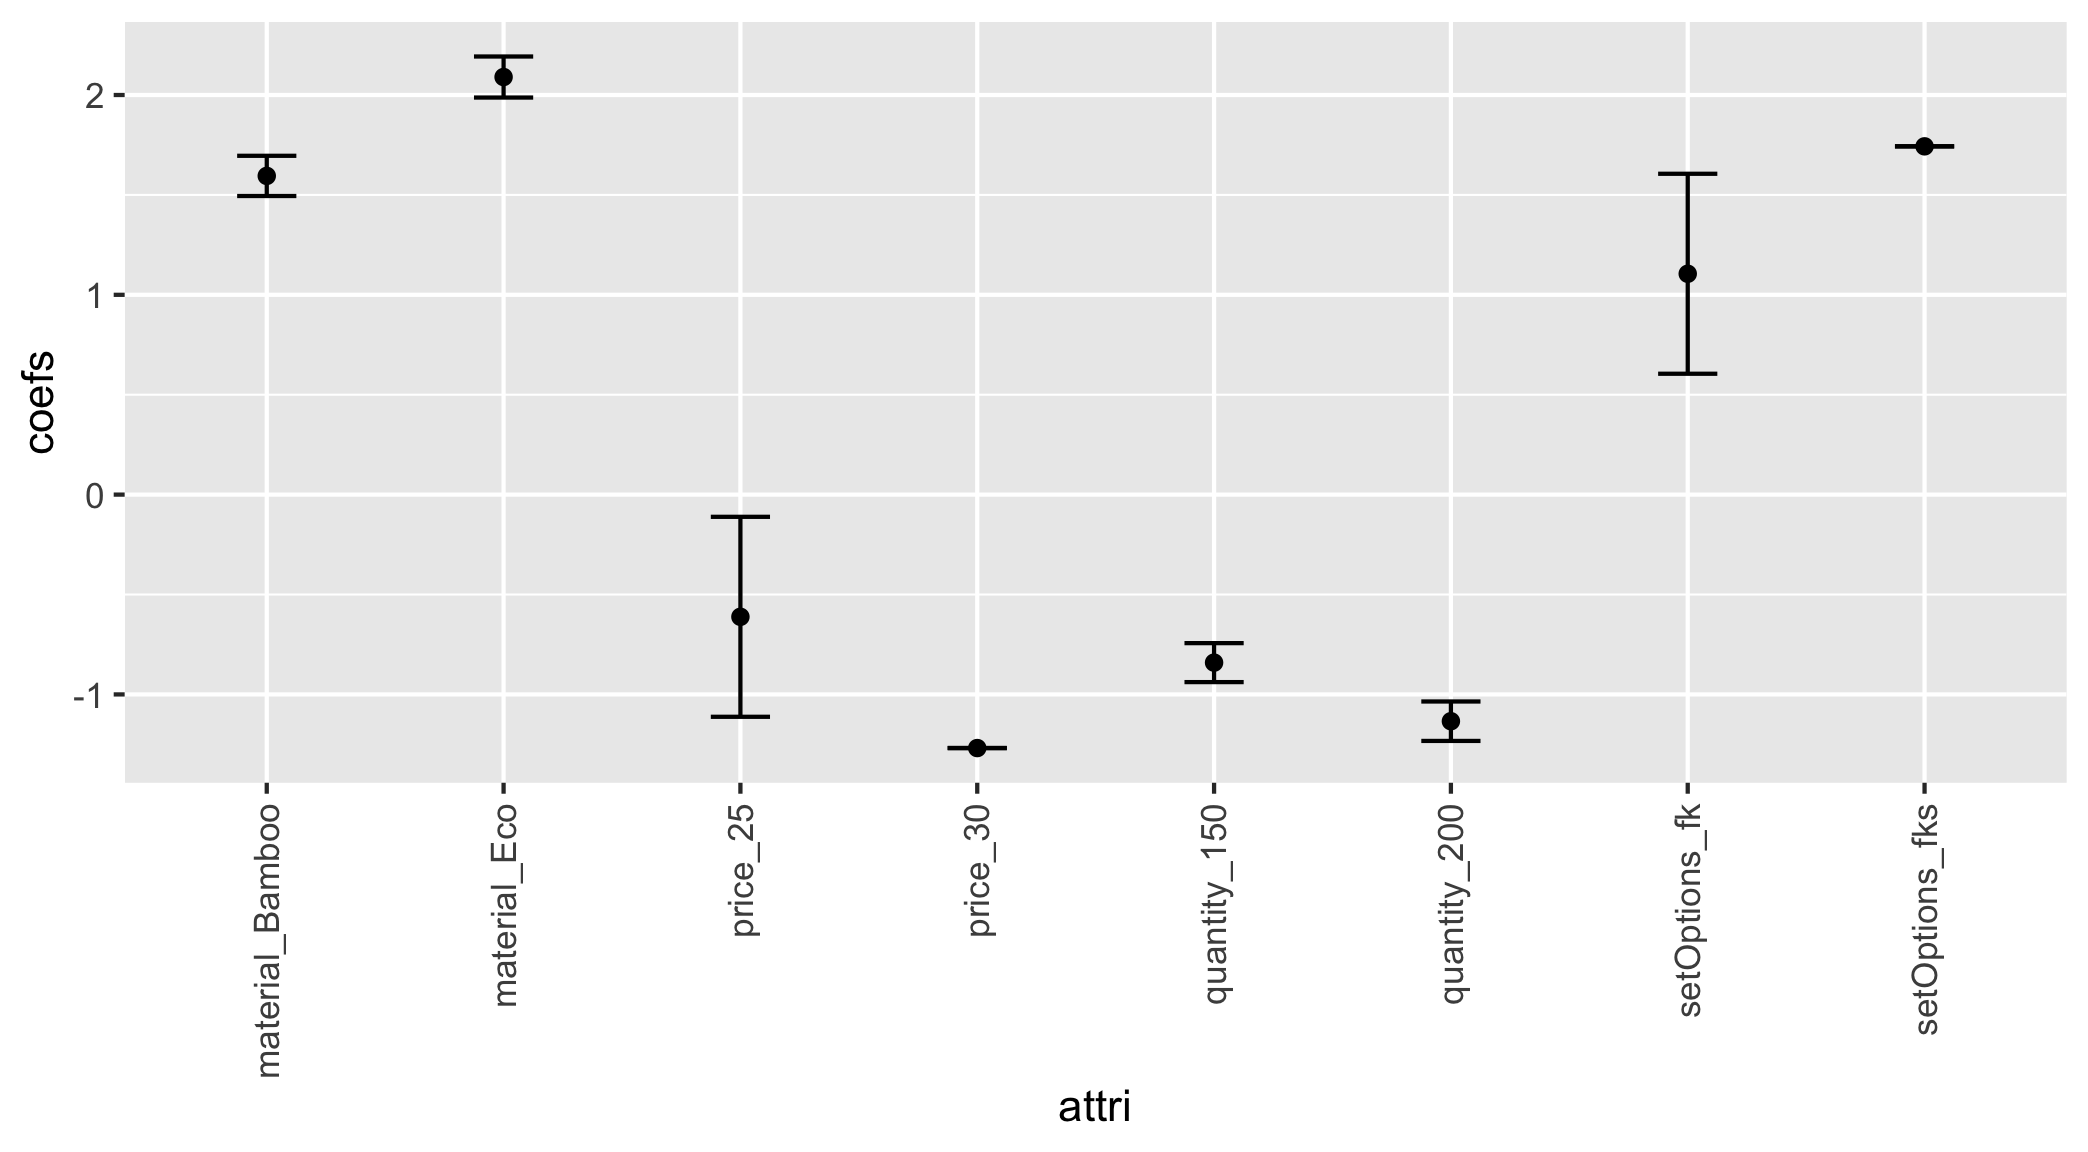 coefs
2
1
0
-1
material_Bamboo
material_Eco
price_25
price_30
quantity_150
quantity_200
setOptions_fk
setOptions_fks
attri